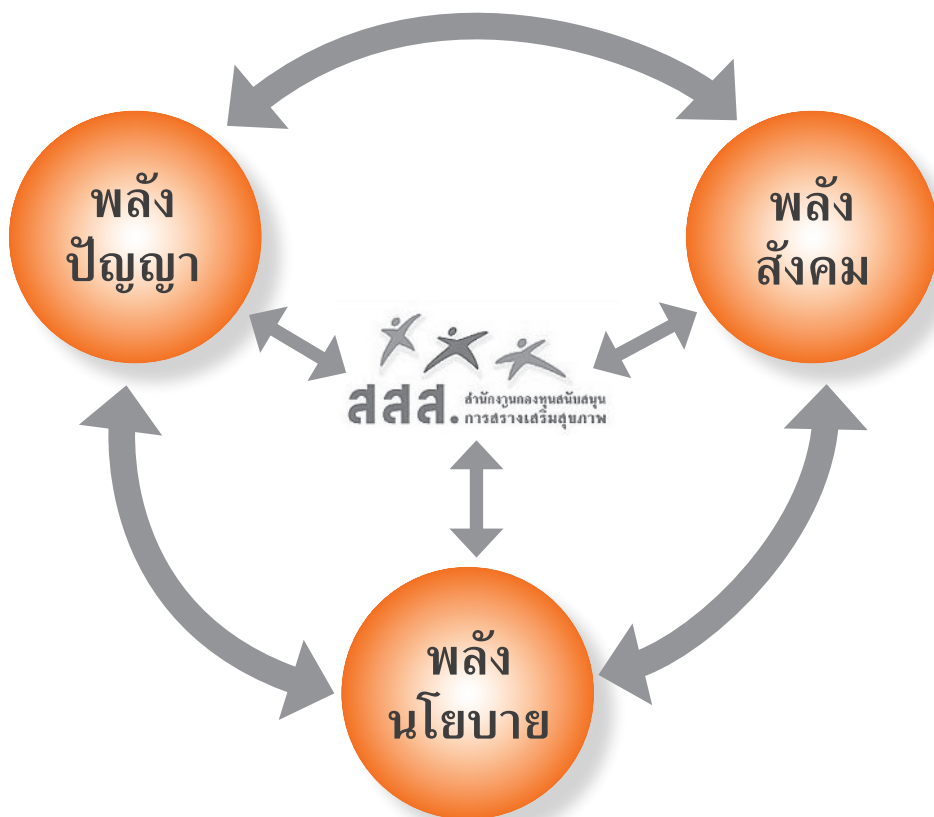 พลัง
ปัญญา
พลัง
สังคม
สสส. สำนักงานกองทุนสนับสนุน
การสร้างเสริมสุขภาพ
พลัง
นโยบาย